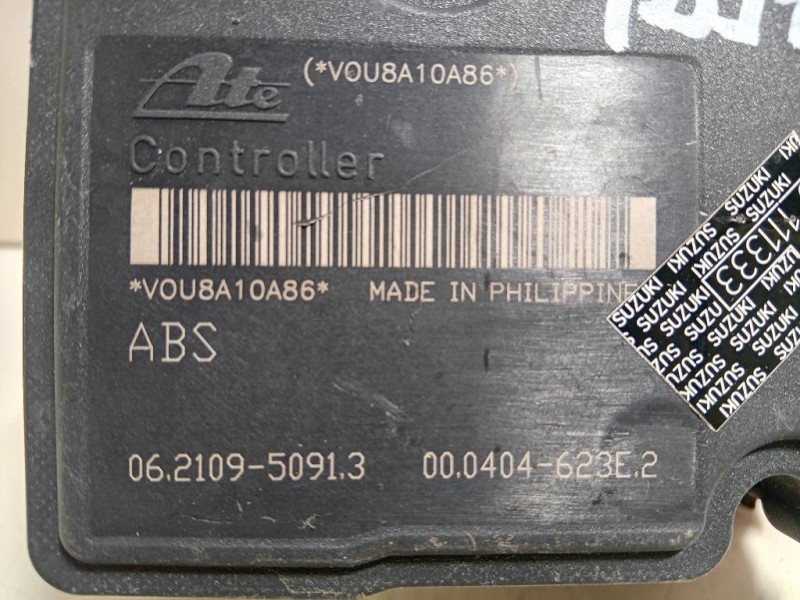 Ate (*VOU8A10A86*)
Controller
*VOU8A10A86* MADE IN PHILIPPINE
ABS
06.2109-5091.3 00.0404-623E.2
SUZUKI SUZUKI SUZUKI
111333
SUZUKI SUZUKI SUZUKI